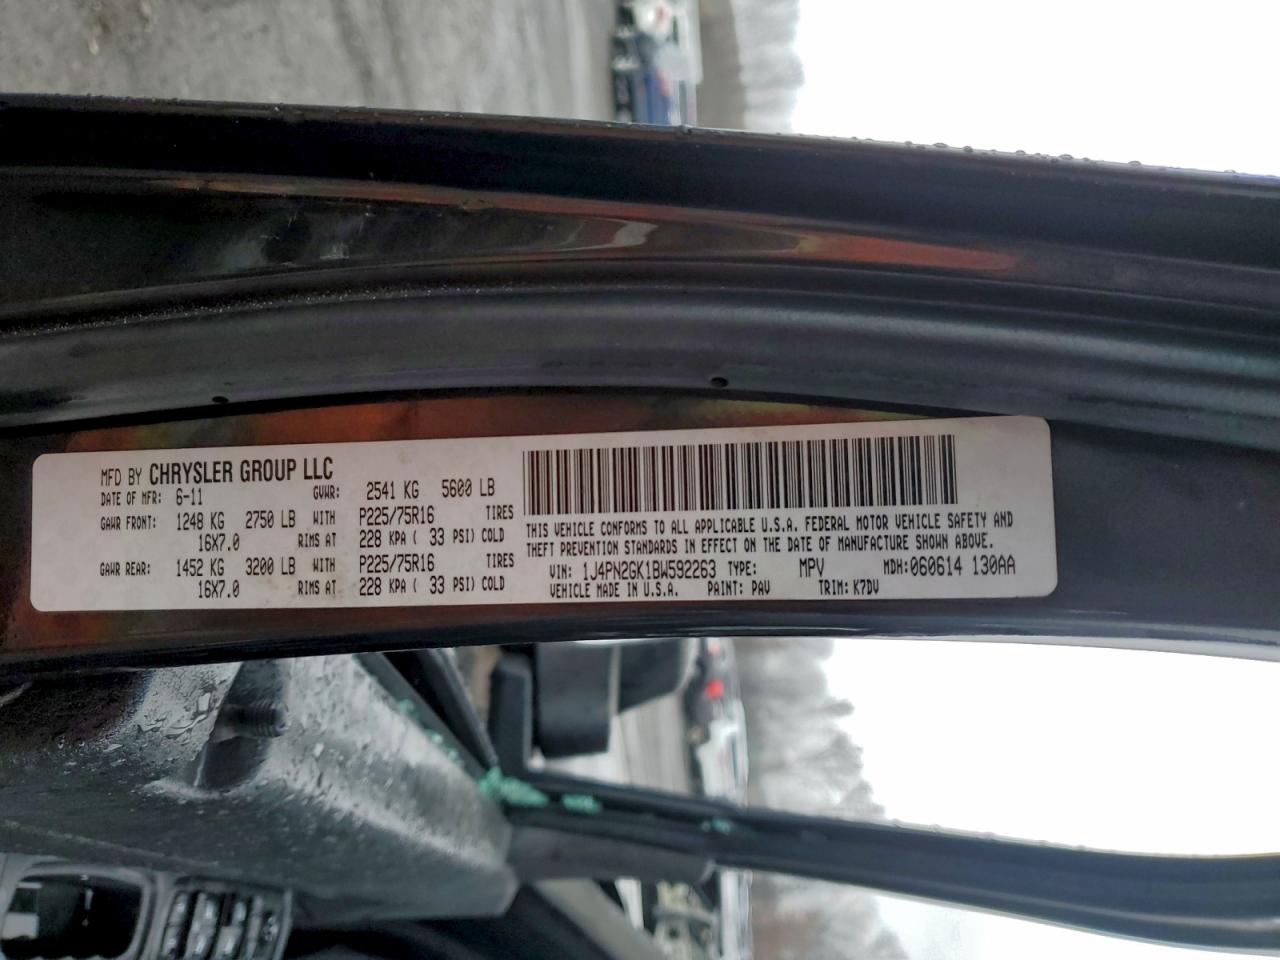 MFD BY CHRYSLER GROUP LLC
DATE OF MFR: 6-11 GVWR: 2541 KG 5600 LB
GAWR FRONT: 1248 KG 2750 LB WITH P225/75R16 TIRES
16X7.0 RIMS AT 228 KPA ( 33 PSI) COLD
GAWR REAR: 1452 KG 3200 LB WITH P225/75R16 TIRES
16X7.0 RIMS AT 228 KPA ( 33 PSI) COLD
THIS VEHICLE CONFORMS TO ALL APPLICABLE U.S.A. FEDERAL MOTOR VEHICLE SAFETY AND
THEFT PREVENTION STANDARDS IN EFFECT ON THE DATE OF MANUFACTURE SHOWN ABOVE.
VIN: 1J4PN2GK1BW592263 TYPE: MPV MDH:060614 130AA
VEHICLE MADE IN U.S.A. PAINT: PAV TRIM: K7DV